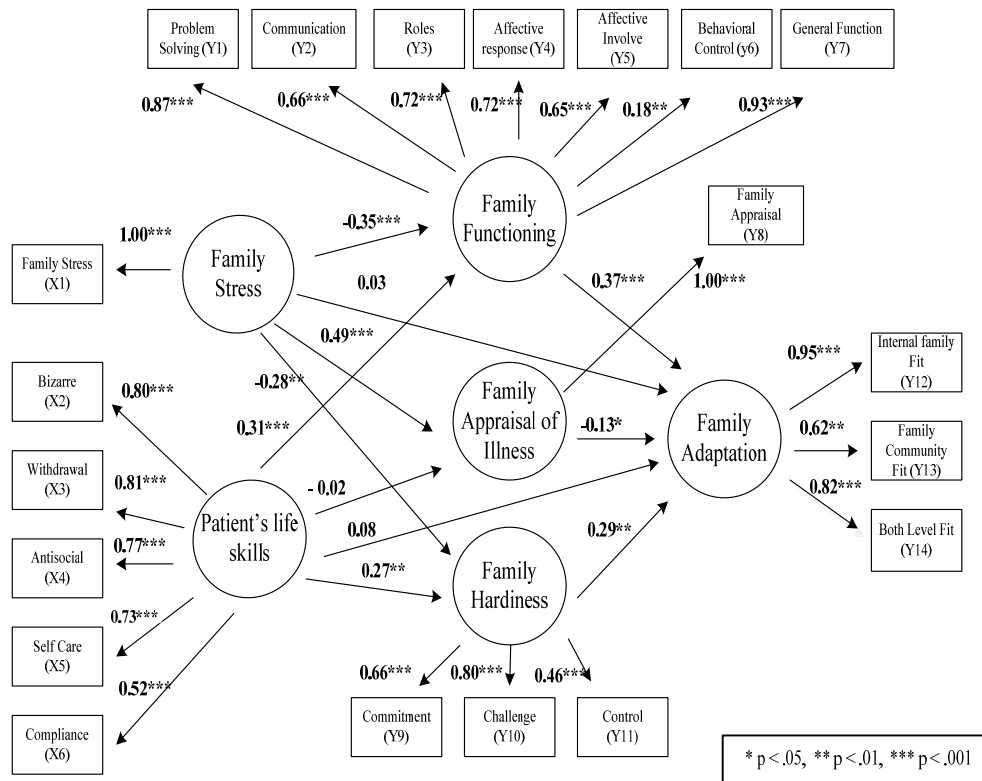 Problem
Solving (Y1)
Communication
(Y2)
Roles
(Y3)
Affective
response (Y4)
Affective
Involve
(Y5)
Behavioral
Control (y6)
General Function
(Y7)
0.87***
0.66***
0.72***
0.72***
0.65***
0.18**
0.93***
Family
Functioning
Family
Appraisal
(Y8)
1.00***
Family Stress
(X1)
1.00***
Family
Stress
-0.35***
0.03
0.49***
-0.28**
0.31***
0.37***
Family
Appraisal of
Illness
-0.13*
Family
Adaptation
0.95***
Internal family
Fit
(Y12)
0.62**
Family
Community
Fit (Y13)
0.82***
Both Level Fit
(Y14)
Bizarre
(X2)
0.80***
Withdrawal
(X3)
0.81***
Antisocial
(X4)
0.77***
Self Care
(X5)
0.73***
Compliance
(X6)
0.52***
Patient's life
skills
- 0.02
0.08
0.27**
0.29**
Family
Hardiness
0.66***
0.80***
0.46***
Commitment
(Y9)
Challenge
(Y10)
Control
(Y11)
* p<.05, ** p<.01, *** p<.001